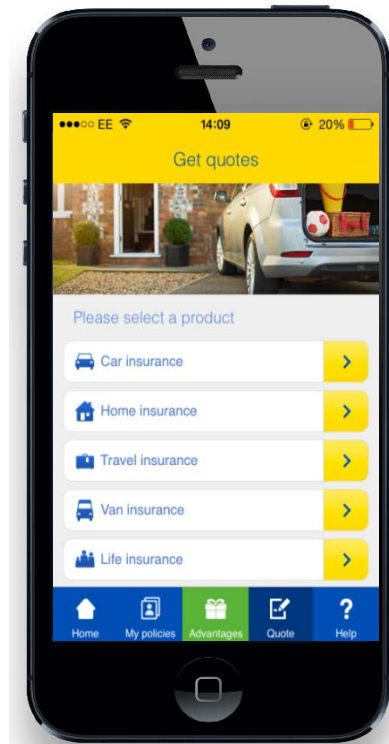 EE 14:09 20%
Get quotes
Please select a product
Car insurance
Home insurance
Travel insurance
Van insurance
Life insurance
Home My policies Advantages Quote Help